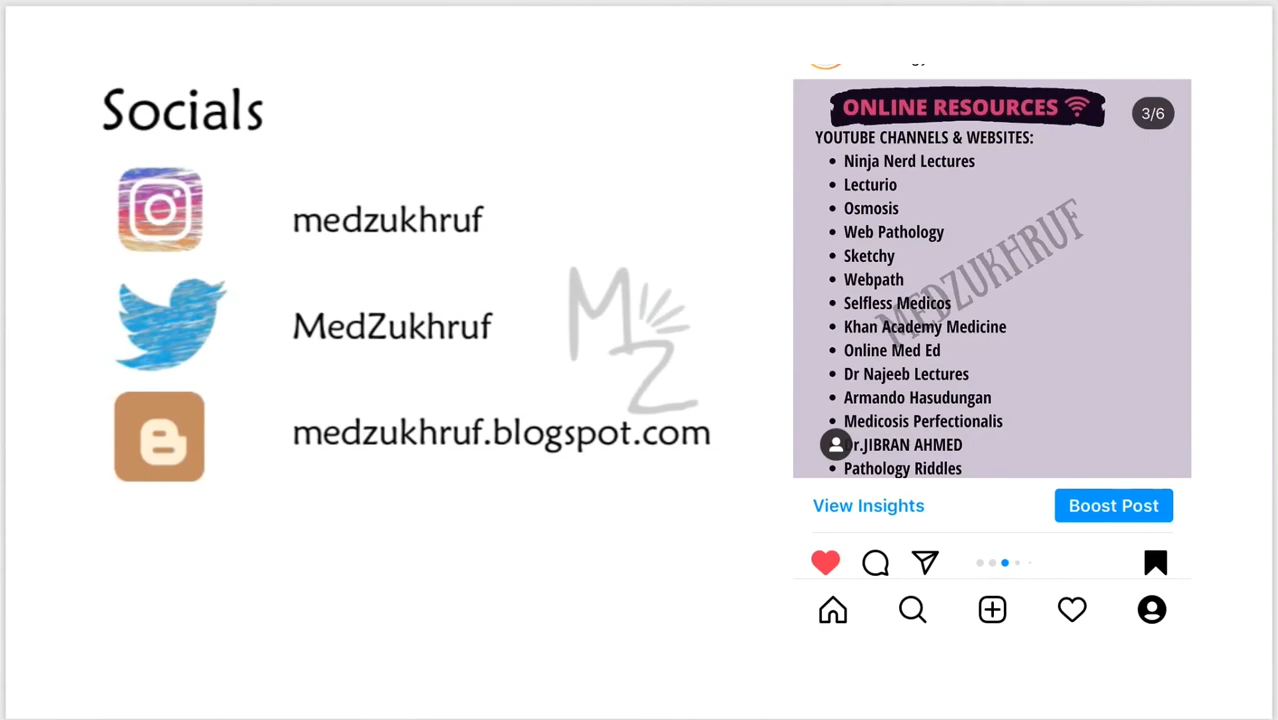 Socials
medzukhruf
MedZukhruf
medzukhruf.blogspot.com
MZ
ONLINE RESOURCES
3/6
YOUTUBE CHANNELS & WEBSITES:
• Ninja Nerd Lectures
• Lecturio
• Osmosis
• Web Pathology
• Sketchy
• Webpath
• Selfless Medicos
• Khan Academy Medicine
• Online Med Ed
• Dr Najeeb Lectures
• Armando Hasudungan
• Medicosis Perfectionalis
Dr.JIBRAN AHMED
• Pathology Riddles
MEDZUKHRUF
View Insights
Boost Post